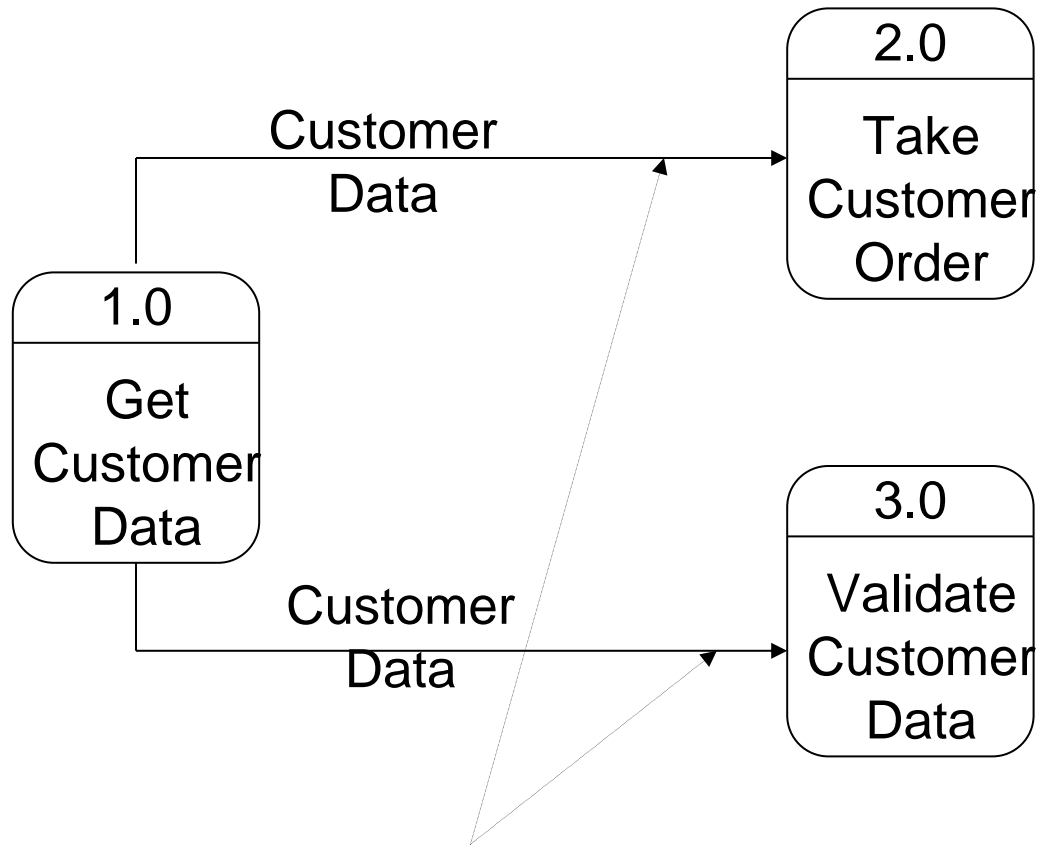 2.0
Take
Customer
Order
Customer
Data
1.0
Get
Customer
Data
Customer
Data
3.0
Validate
Customer
Data